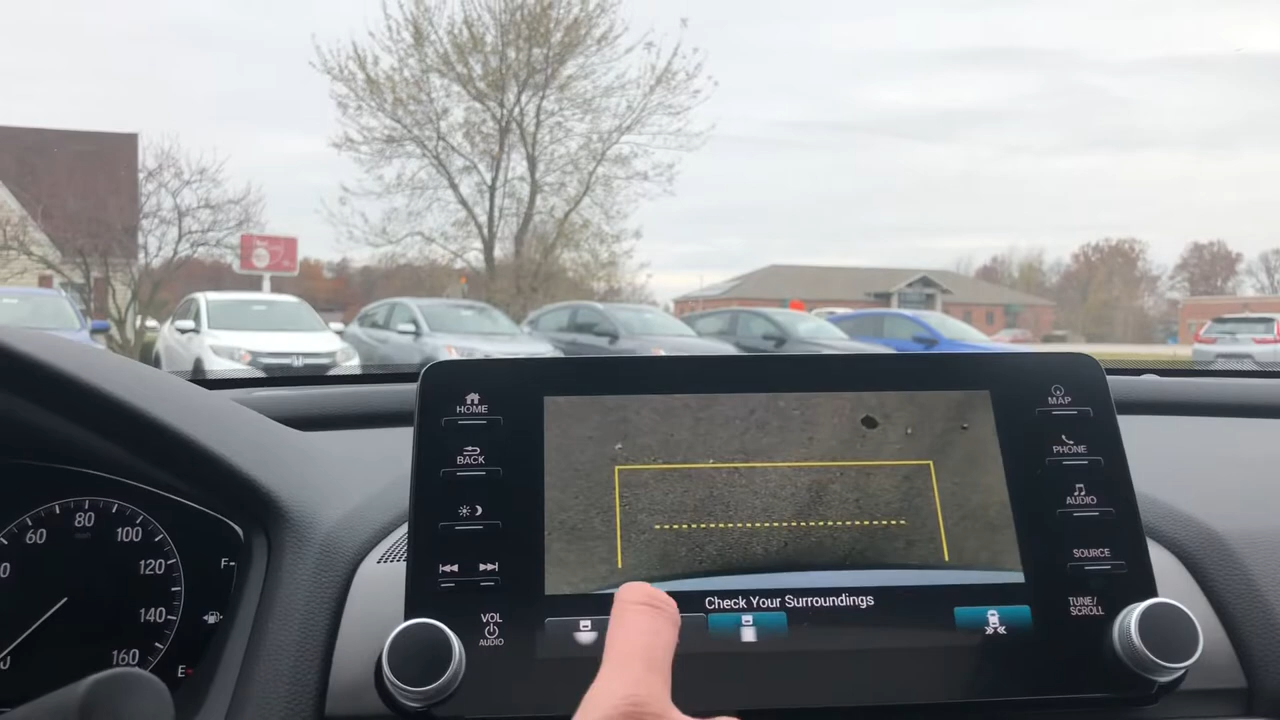 HOME
BACK
VOL
AUDIO
MAP
PHONE
AUDIO
SOURCE
TUNE/
SCROLL
Check Your Surroundings
60
80
100
120
140
160
F
E